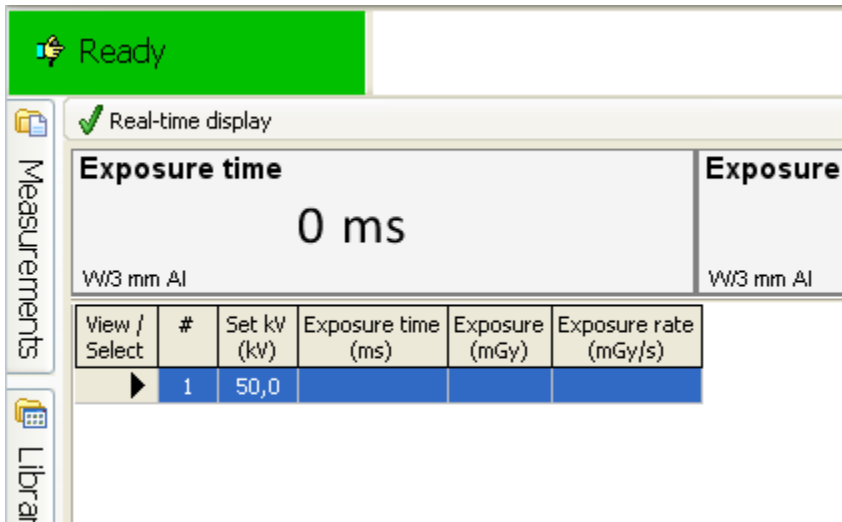 Ready
Real-time display
Measurements
Exposure time
0 ms
W/3 mm Al
Exposure
W/3 mm Al
View / Select
#
Set kV (kV)
Exposure time (ms)
Exposure (mGy)
Exposure rate (mGy/s)
1
50,0